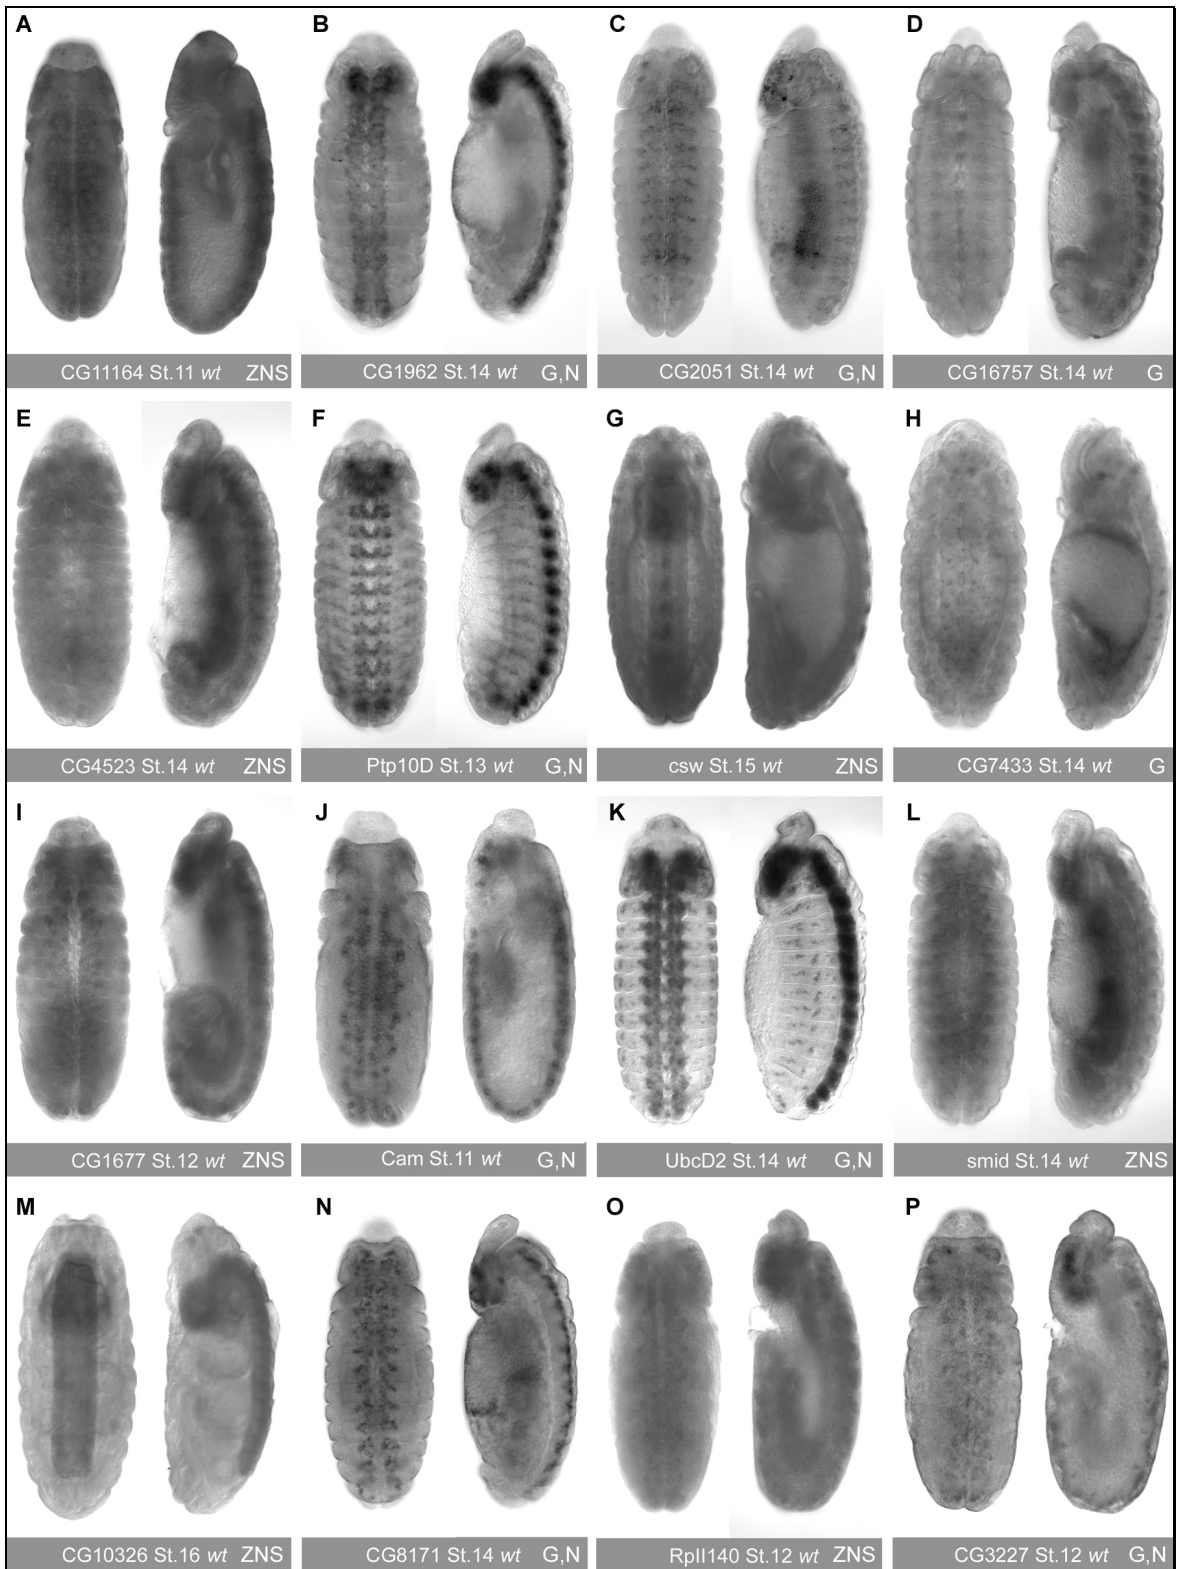 A B C D
CG11164 St.11 wt ZNS CG1962 St.14 wt G,N CG2051 St.14 wt G,N CG16757 St.14 wt G
E F G H
CG4523 St.14 wt ZNS Ptp10D St.13 wt G,N csw St.15 wt ZNS CG7433 St.14 wt G
I J K L
CG1677 St.12 wt ZNS Cam St.11 wt G,N UbcD2 St.14 wt G,N smid St.14 wt ZNS
M N O P
CG10326 St.16 wt ZNS CG8171 St.14 wt G,N RpII140 St.12 wt ZNS CG3227 St.12 wt G,N